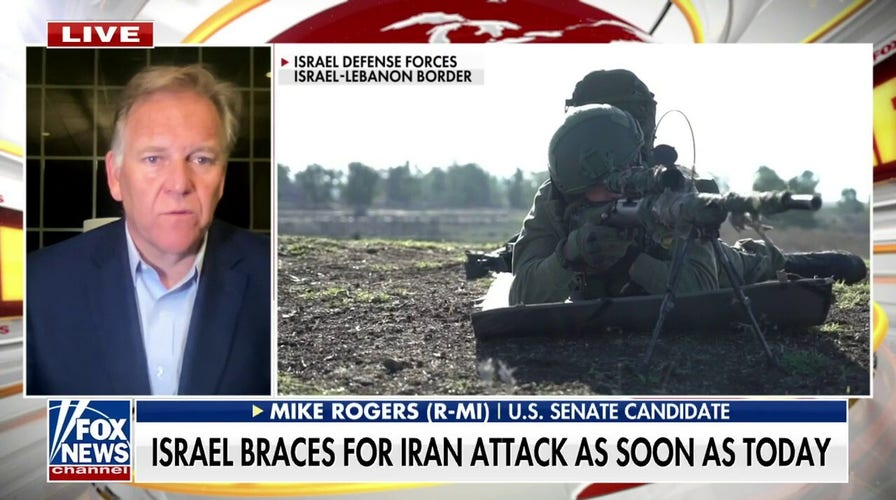 LIVE
ISRAEL DEFENSE FORCES
ISRAEL-LEBANON BORDER
MIKE ROGERS (R-MI) | U.S. SENATE CANDIDATE
FOX
NEWS
channel
ISRAEL BRACES FOR IRAN ATTACK AS SOON AS TODAY